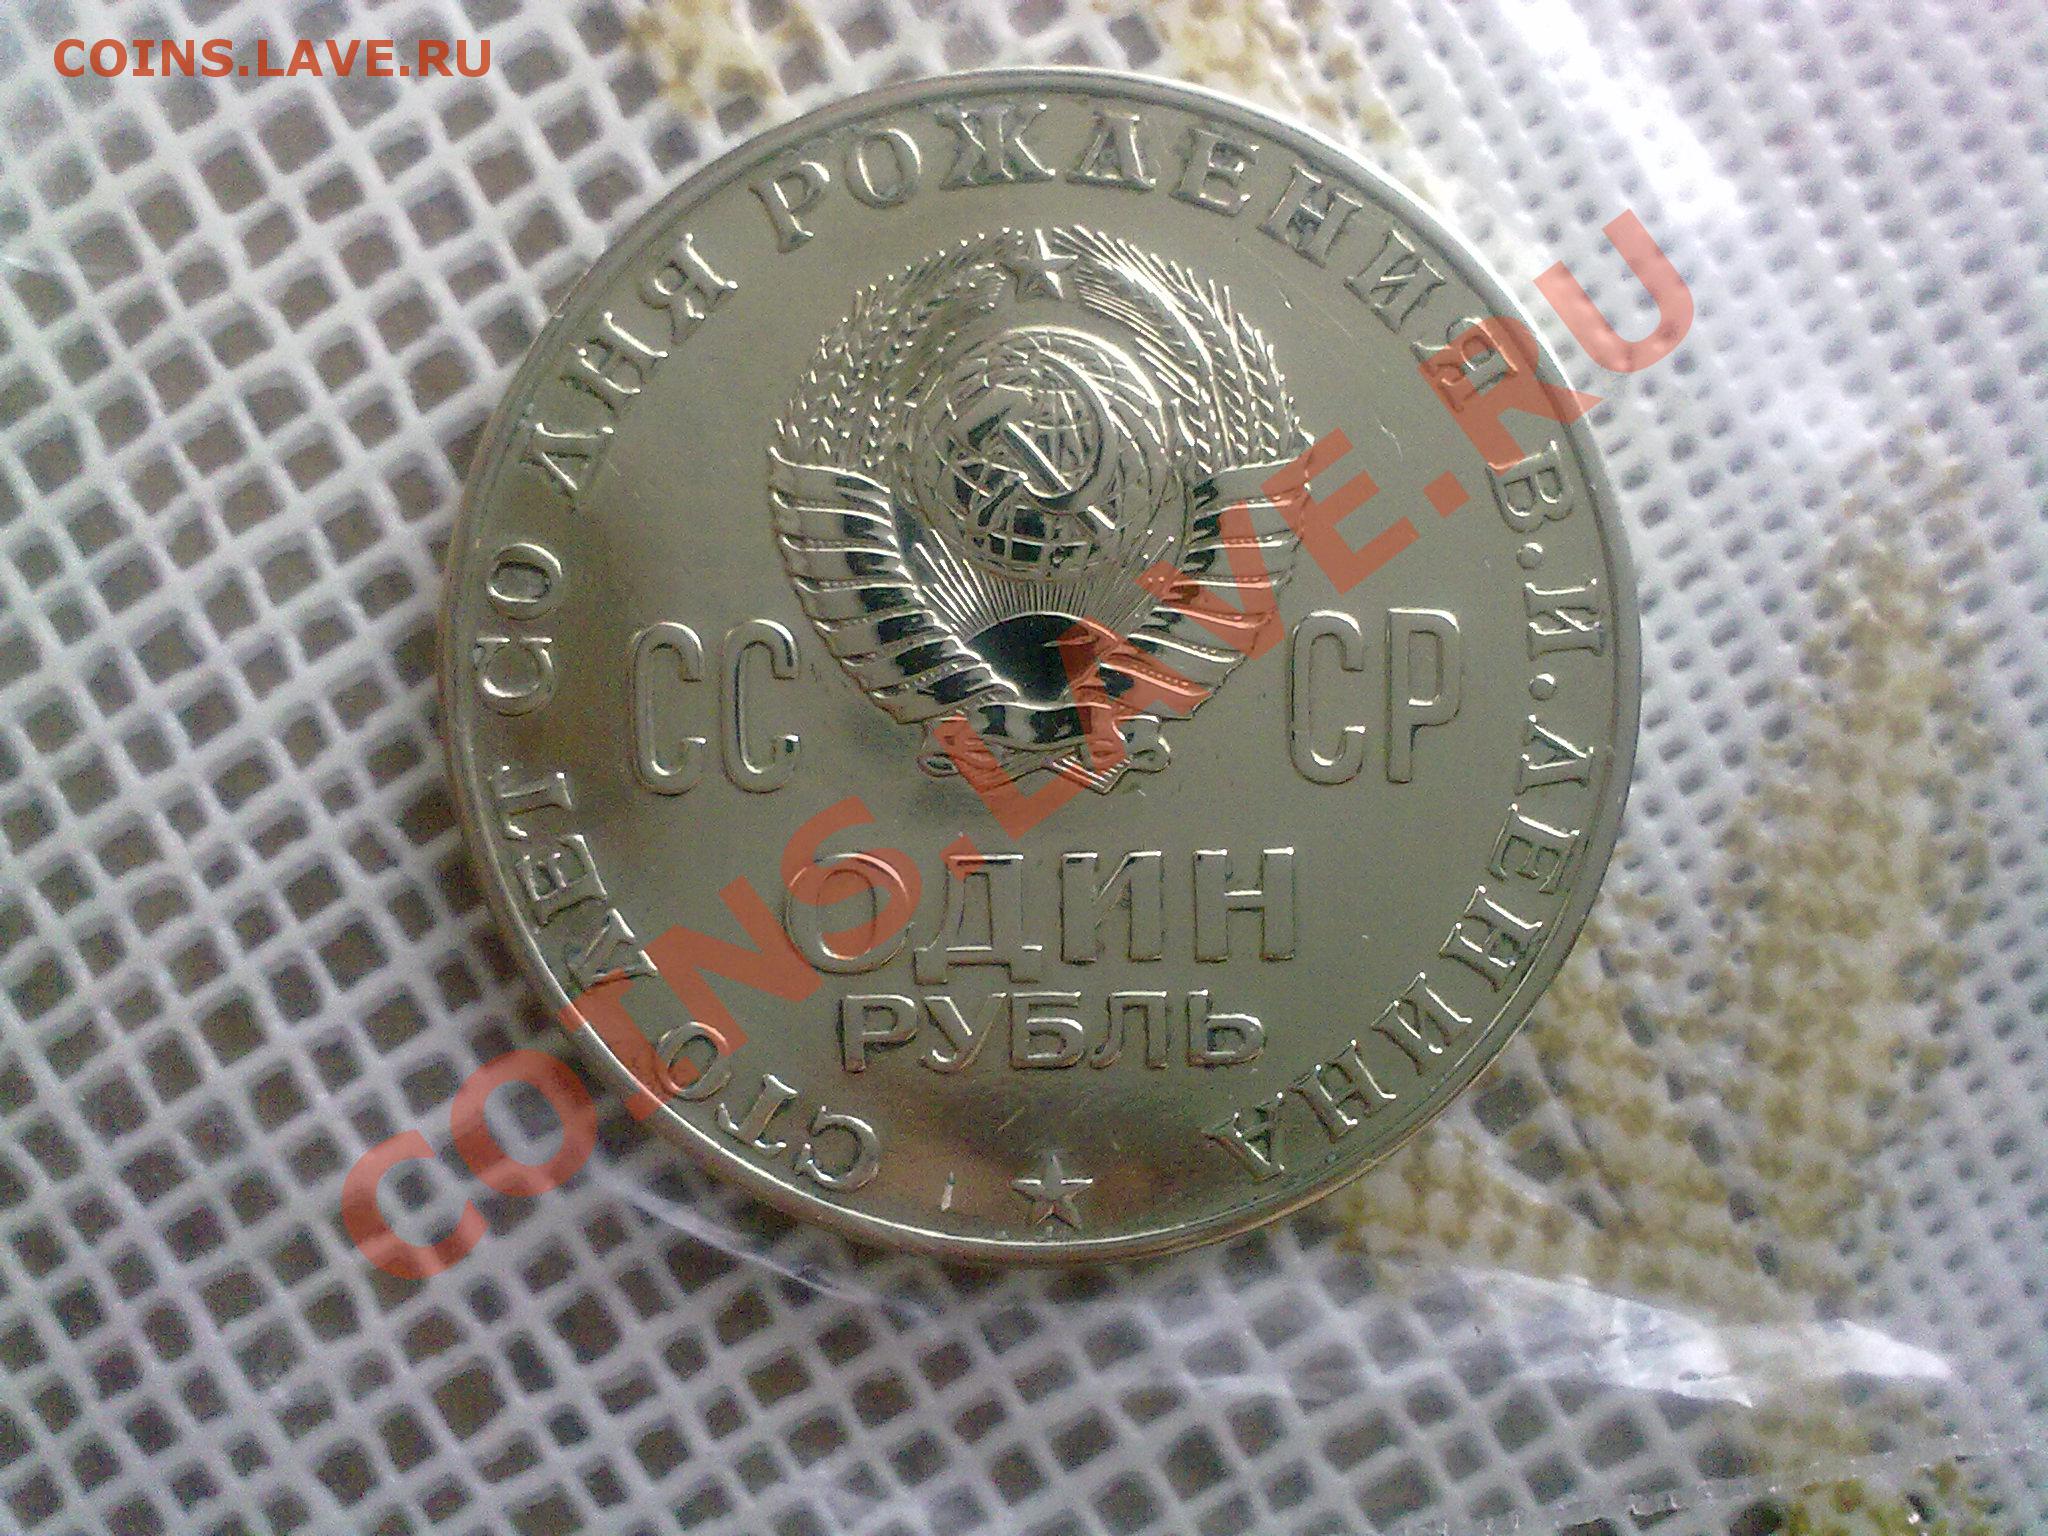 COINS.LAVE.RU
СТО ЛЕТ СО ДНЯ РОЖДЕНИЯ В.И.ЛЕНИНА
СС СР
ОДИН
РУБЛЬ
COINS.LAVE.RU